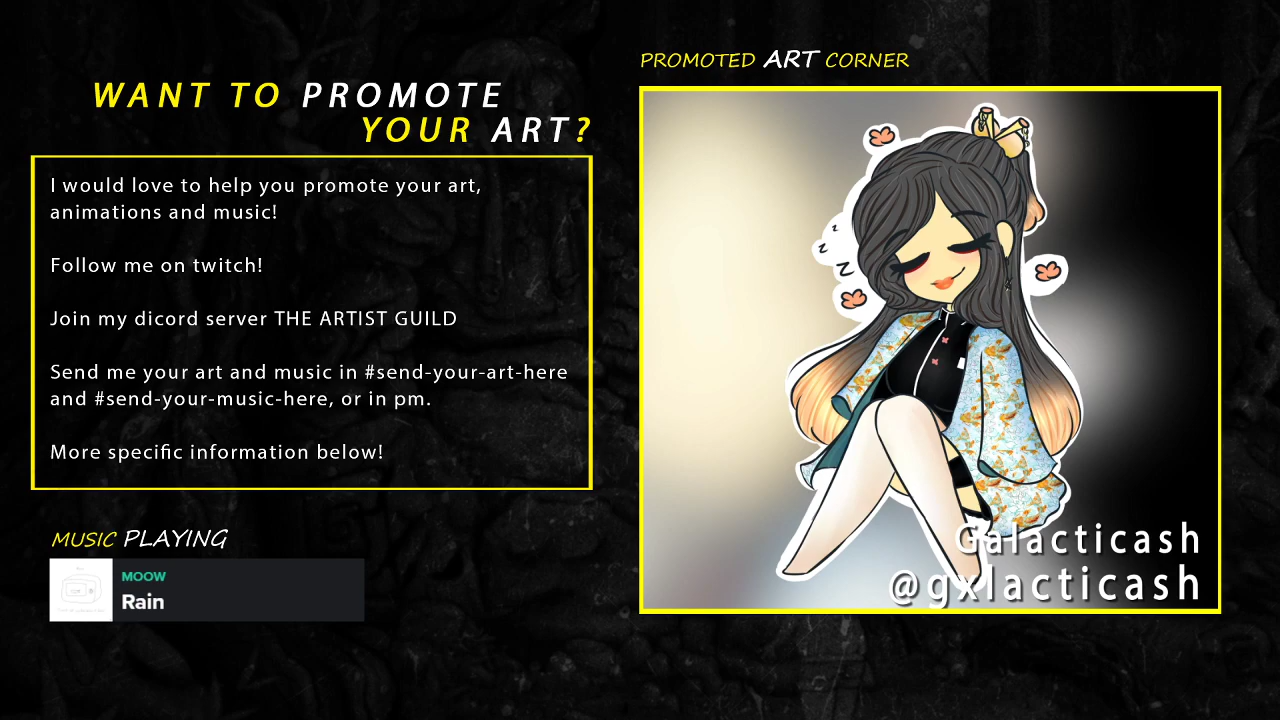 WANT TO PROMOTE
YOUR ART?
I would love to help you promote your art,
animations and music!
Follow me on twitch!
Join my dicord server THE ARTIST GUILD
Send me your art and music in #send-your-art-here
and #send-your-music-here, or in pm.
More specific information below!
MUSIC PLAYING
MOOW
Rain
PROMOTED ART CORNER
z
z
Z
Galacticash
@gxlacticash